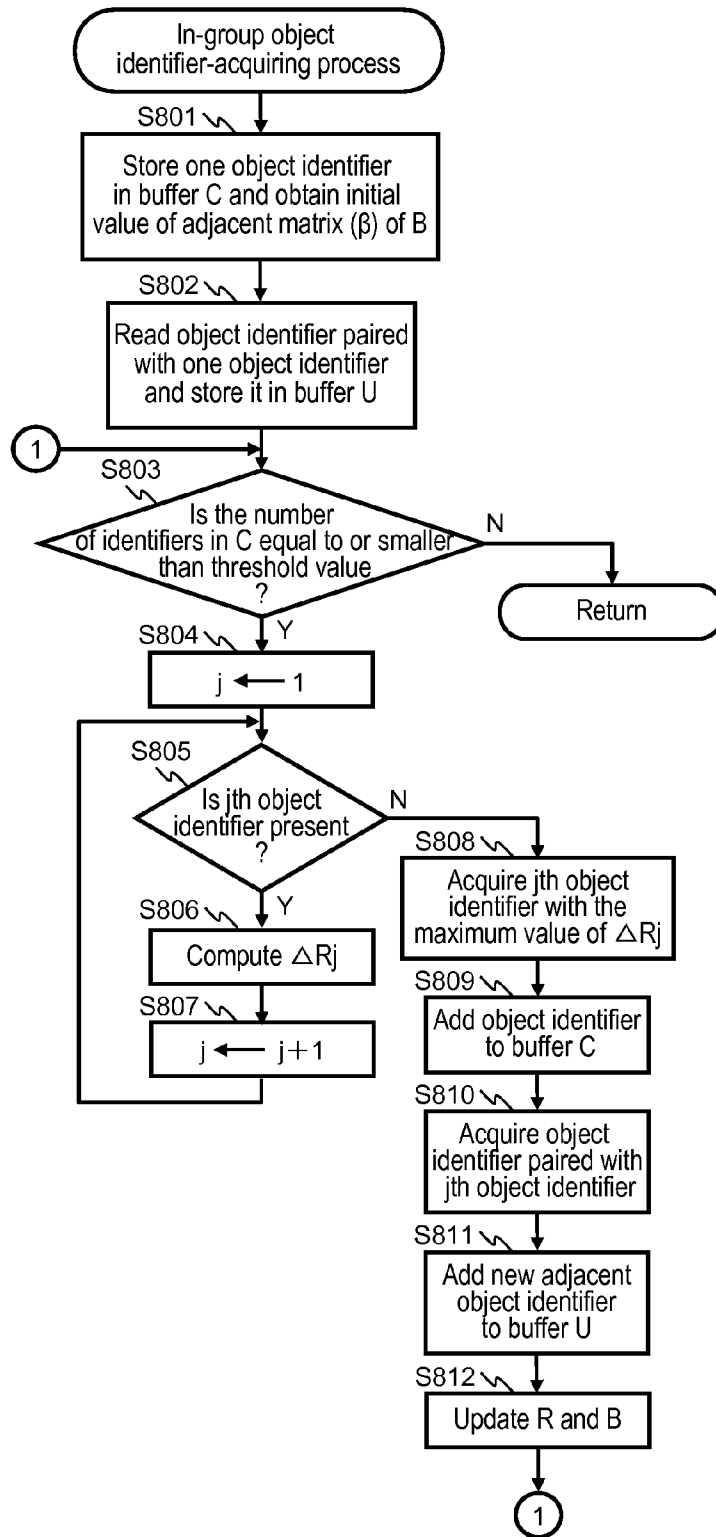 In-group object
identifier-acquiring process
S801
Store one object identifier
in buffer C and obtain initial
value of adjacent matrix (β) of B
S802
Read object identifier paired
with one object identifier
and store it in buffer U
1
S803
Is the number
of identifiers in C equal to or smaller
than threshold value
?
N
Return
Y
S804
j ← 1
S805
Is jth object
identifier present
?
N
Y
S806
Compute △Rj
S807
j ← j+1
S808
Acquire jth object
identifier with the
maximum value of △Rj
S809
Add object identifier
to buffer C
S810
Acquire object
identifier paired with
jth object identifier
S811
Add new adjacent
object identifier
to buffer U
S812
Update R and B
1